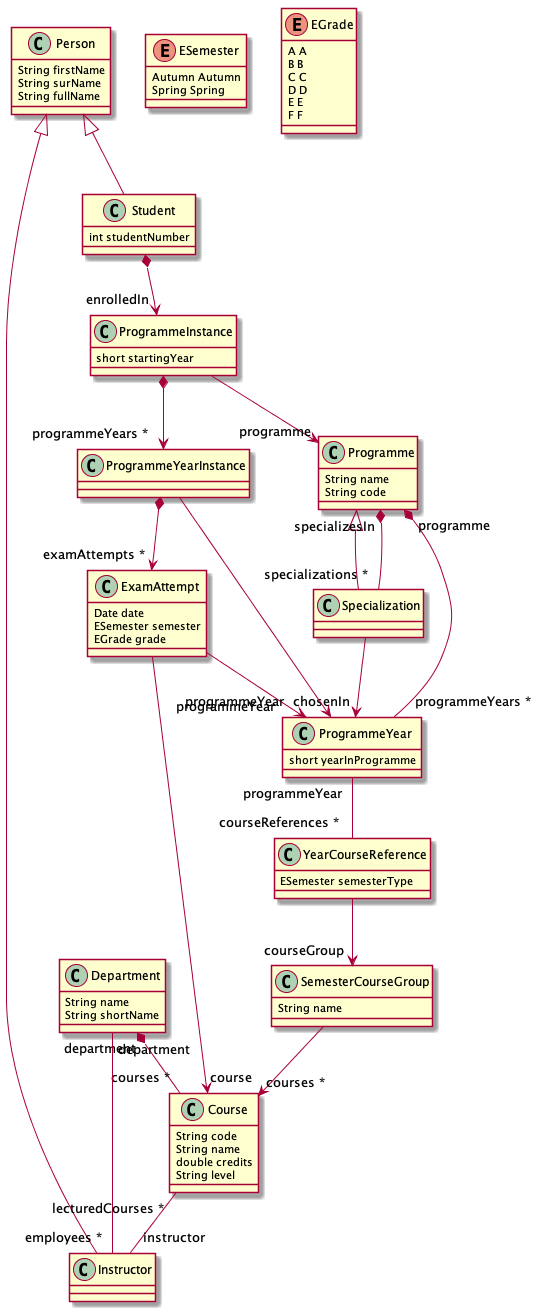 C Person
String firstName
String surName
String fullName
E ESemester
Autumn Autumn
Spring Spring
E EGrade
A A
B B
C C
D D
E E
F F
C Student
int studentNumber
enrolledIn
C ProgrammeInstance
short startingYear
programmeYears *
programme
C ProgrammeYearInstance
C Programme
String name
String code
specializesIn
programme
examAttempts *
specializations *
C ExamAttempt
Date date
ESemester semester
EGrade grade
C Specialization
programmeYear
programmeYear
chosenIn
programmeYears *
C ProgrammeYear
short yearInProgramme
programmeYear
courseReferences *
C YearCourseReference
ESemester semesterType
courseGroup
C Department
String name
String shortName
C SemesterCourseGroup
String name
department
department
courses *
course
courses *
C Course
String code
String name
double credits
String level
lecturedCourses *
employees *
instructor
C Instructor